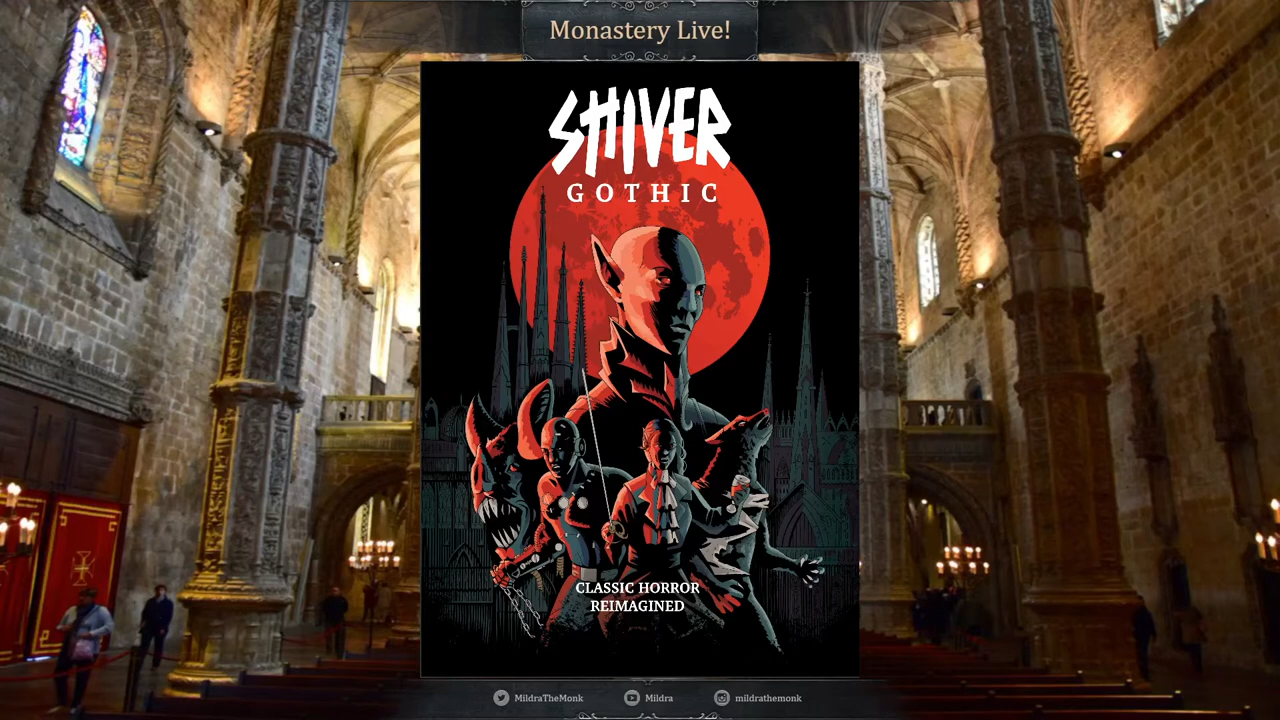 Monastery Live!
SHIVER
GOTHIC
CLASSIC HORROR
REIMAGINED
MildraTheMonk
Mildra
mildrathemonk